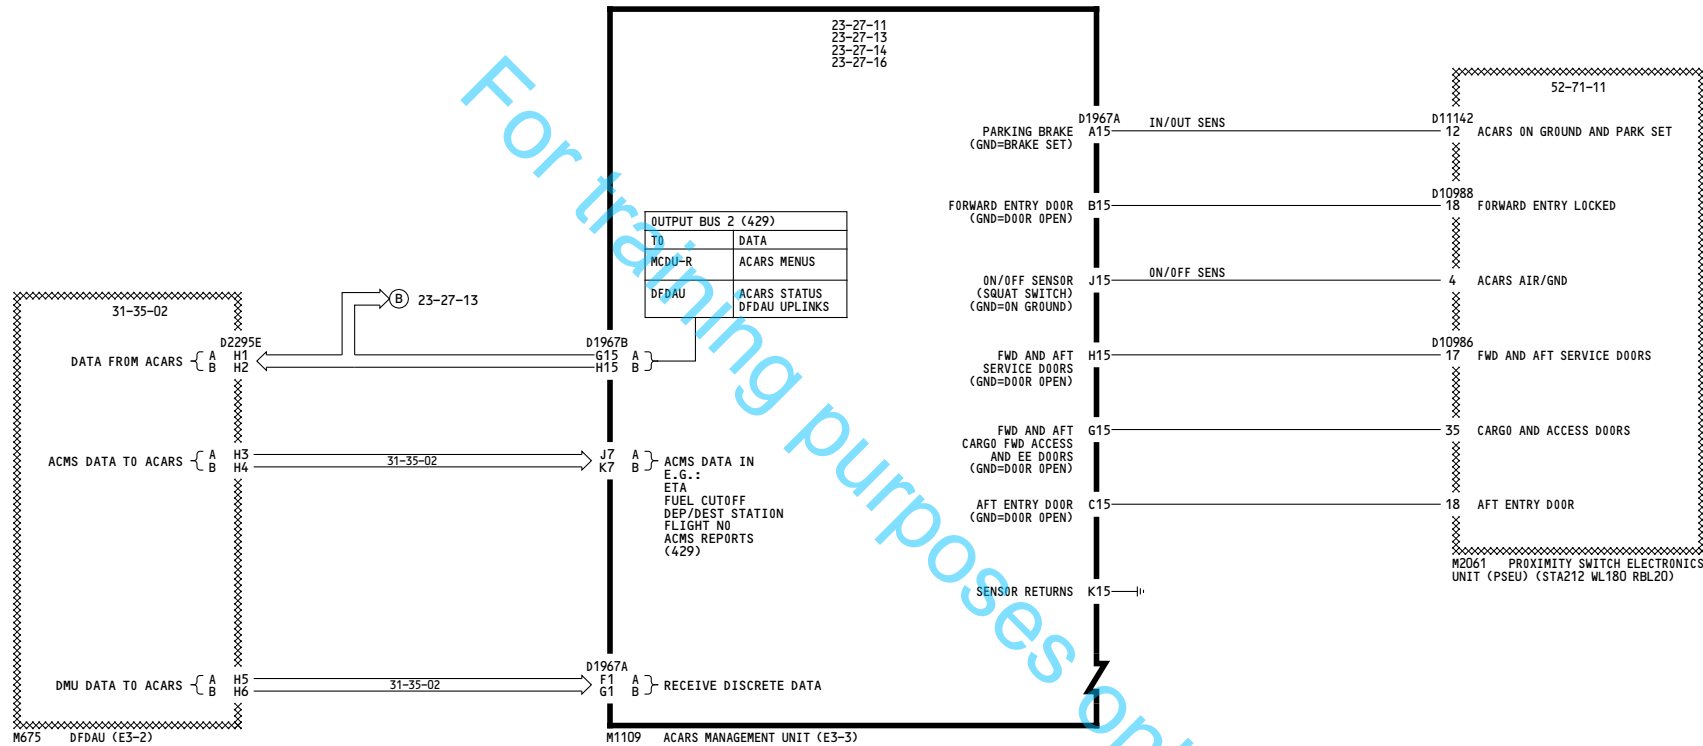 23-27-11
23-27-13
23-27-14
23-27-16
52-71-11
D1967A
PARKING BRAKE A15
(GND=BRAKE SET)
IN/OUT SENS
D11142
12 ACARS ON GROUND AND PARK SET
FORWARD ENTRY DOOR B15
(GND=DOOR OPEN)
D10988
18 FORWARD ENTRY LOCKED
OUTPUT BUS 2 (429)
TO DATA
MCDU-R ACARS MENUS
DFDAU ACARS STATUS
DFDAU UPLINKS
ON/OFF SENSOR J15
(SQUAT SWITCH)
(GND=ON GROUND)
ON/OFF SENS
4 ACARS AIR/GND
31-35-02
B 23-27-13
D2295E
DATA FROM ACARS A H1
B H2
D1967B
G15 A
H15 B
FWD AND AFT H15
SERVICE DOORS
(GND=DOOR OPEN)
D10986
17 FWD AND AFT SERVICE DOORS
FWD AND AFT G15
CARGO FWD ACCESS
AND EE DOORS
(GND=DOOR OPEN)
35 CARGO AND ACCESS DOORS
ACMS DATA TO ACARS A H3
B H4
31-35-02
J7 A
K7 B
ACMS DATA IN
E.G.:
ETA
FUEL CUTOFF
DEP/DEST STATION
FLIGHT NO
ACMS REPORTS
(429)
AFT ENTRY DOOR C15
(GND=DOOR OPEN)
18 AFT ENTRY DOOR
M2061 PROXIMITY SWITCH ELECTRONICS
UNIT (PSEU) (STA212 WL180 RBL20)
SENSOR RETURNS K15
DMU DATA TO ACARS A H5
B H6
31-35-02
D1967A
F1 A
G1 B
RECEIVE DISCRETE DATA
M675 DFDAU (E3-2)
M1109 ACARS MANAGEMENT UNIT (E3-3)
For training purposes